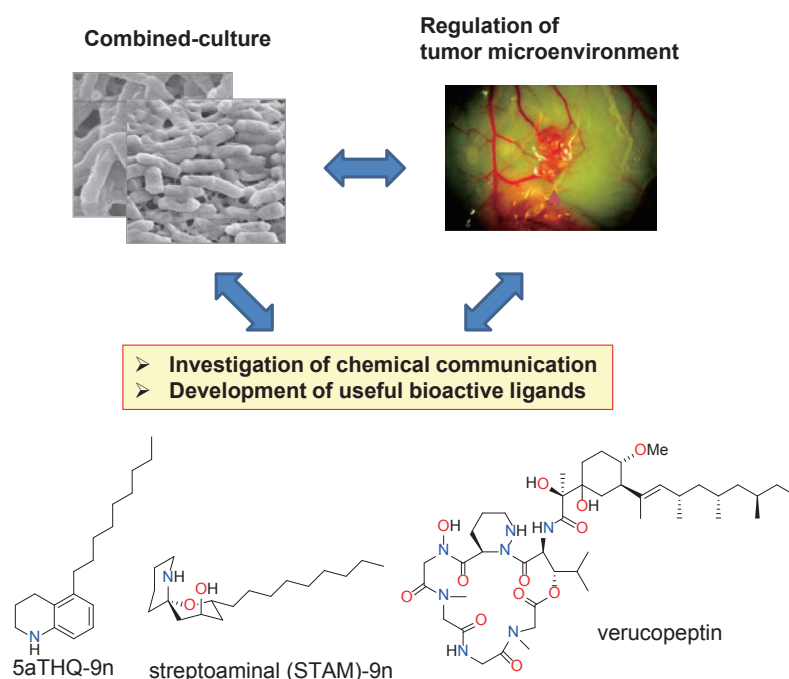 Combined-culture
Regulation of
tumor microenvironment
➢ Investigation of chemical communication
➢ Development of useful bioactive ligands
OMe
HO
OH
OH
N
HN
N
HN
O
O
N
O
O
O
N
O
O
HN
N
O
O
NH
OH
O
N
H
5aTHQ-9n
streptoaminal (STAM)-9n
verucopeptin